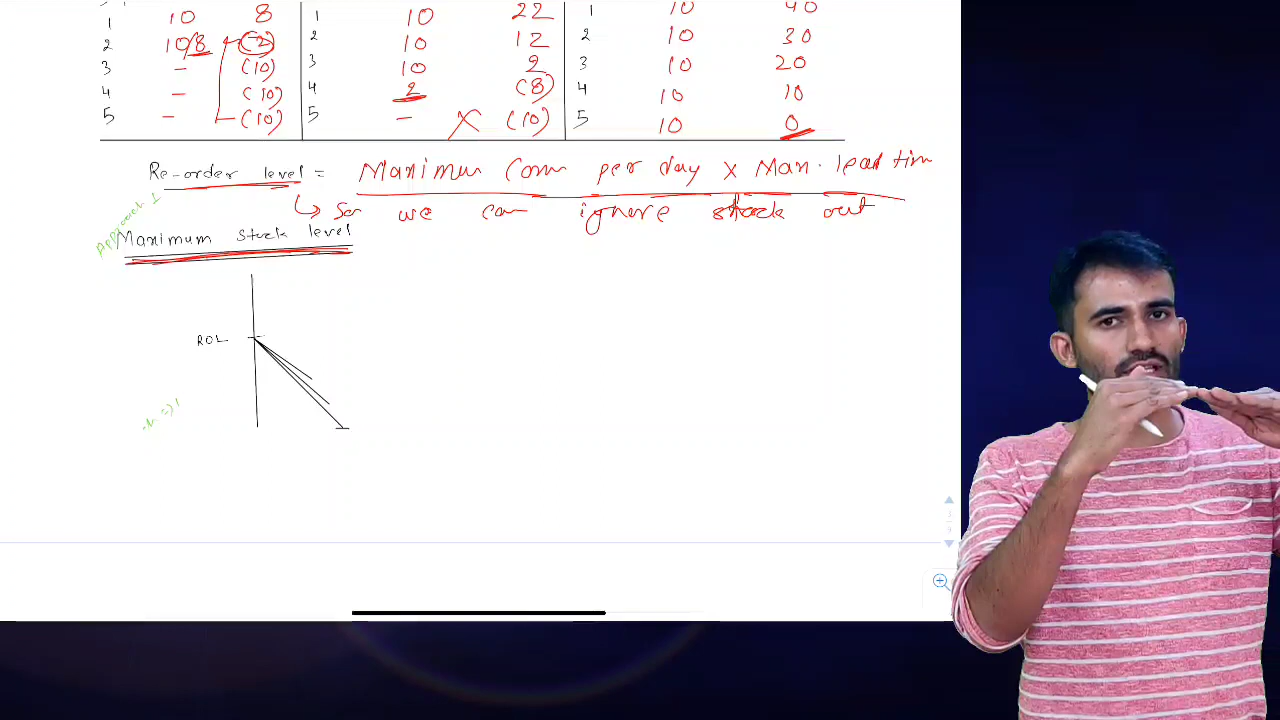 1 10 8 1 10 22 1 10 40
2 10/8 (-2) 2 10 12 2 10 30
3 - (10) 3 10 2 3 10 20
4 - (10) 4 2 (8) 4 10 10
5 - (10) 5 - (10) 5 10 0
Re-order level = Maximum Con per day x Max. lead tim
So we can ignore stock out
Approach 1
Maximum Stock level
ROL